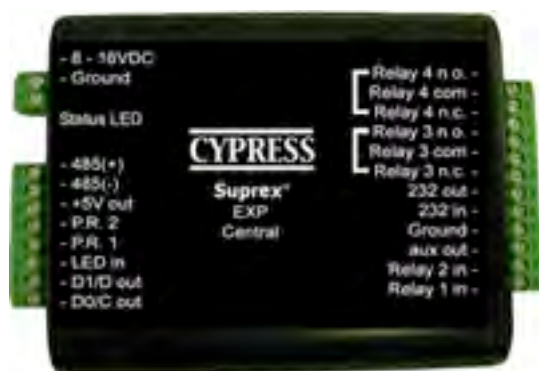 - 8 - 16VDC
- Ground
Status LED
- 485(+)
- 485(-)
- +5V out
- P.R. 2
- P.R. 1
- LED in
- D1/D out
- D0/C out
CYPRESS
Suprex®
EXP
Central
Relay 4 n o. -
Relay 4 com -
Relay 4 n.c. -
Relay 3 n.o. -
Relay 3 com -
Relay 3 n.c. -
232 out -
232 in -
Ground -
aux out -
Relay 2 in -
Relay 1 in -